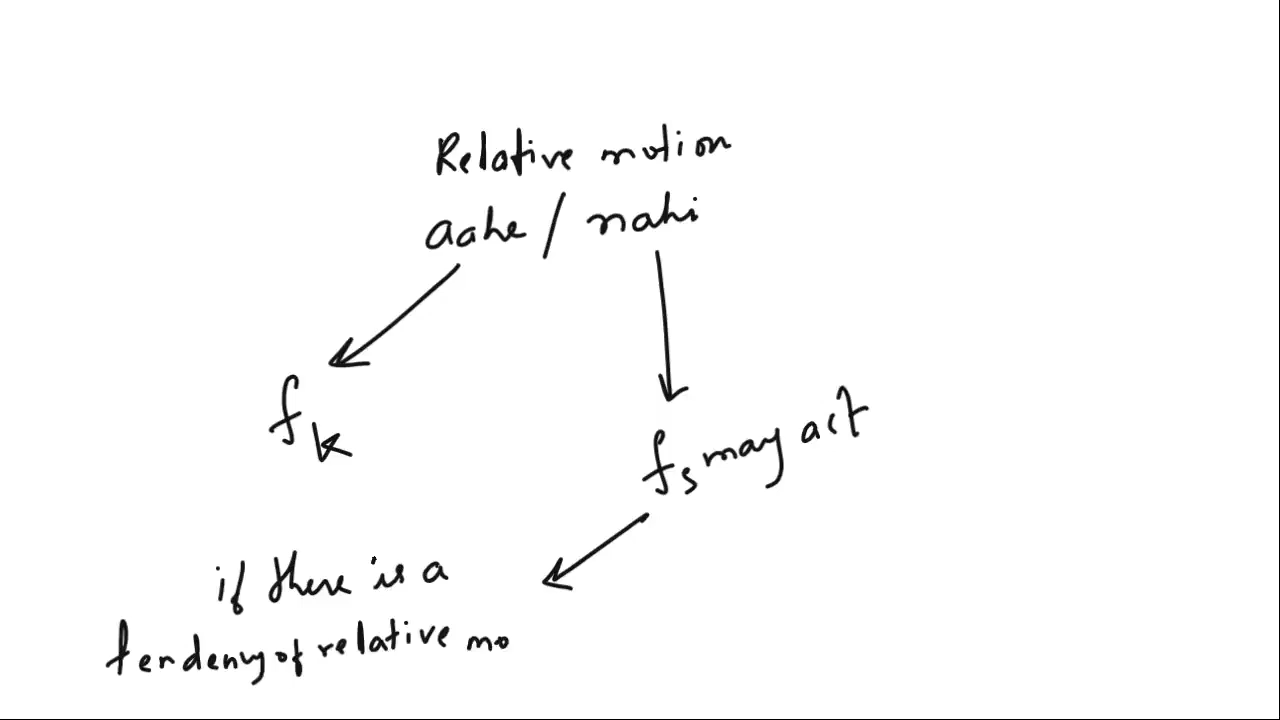 Relative motion
aahe / nahi
fk
fs may act
if there is a
tendency of relative mo